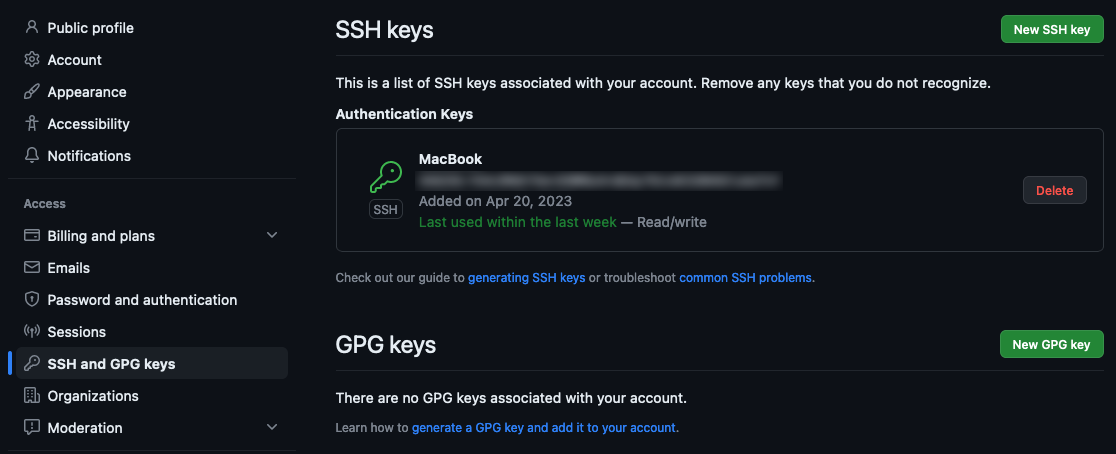 Public profile
Account
Appearance
Accessibility
Notifications
Access
Billing and plans
Emails
Password and authentication
Sessions
SSH and GPG keys
Organizations
Moderation
SSH keys
New SSH key
This is a list of SSH keys associated with your account. Remove any keys that you do not recognize.
Authentication Keys
MacBook
SSH
Added on Apr 20, 2023
Last used within the last week — Read/write
Delete
Check out our guide to generating SSH keys or troubleshoot common SSH problems.
GPG keys
New GPG key
There are no GPG keys associated with your account.
Learn how to generate a GPG key and add it to your account.